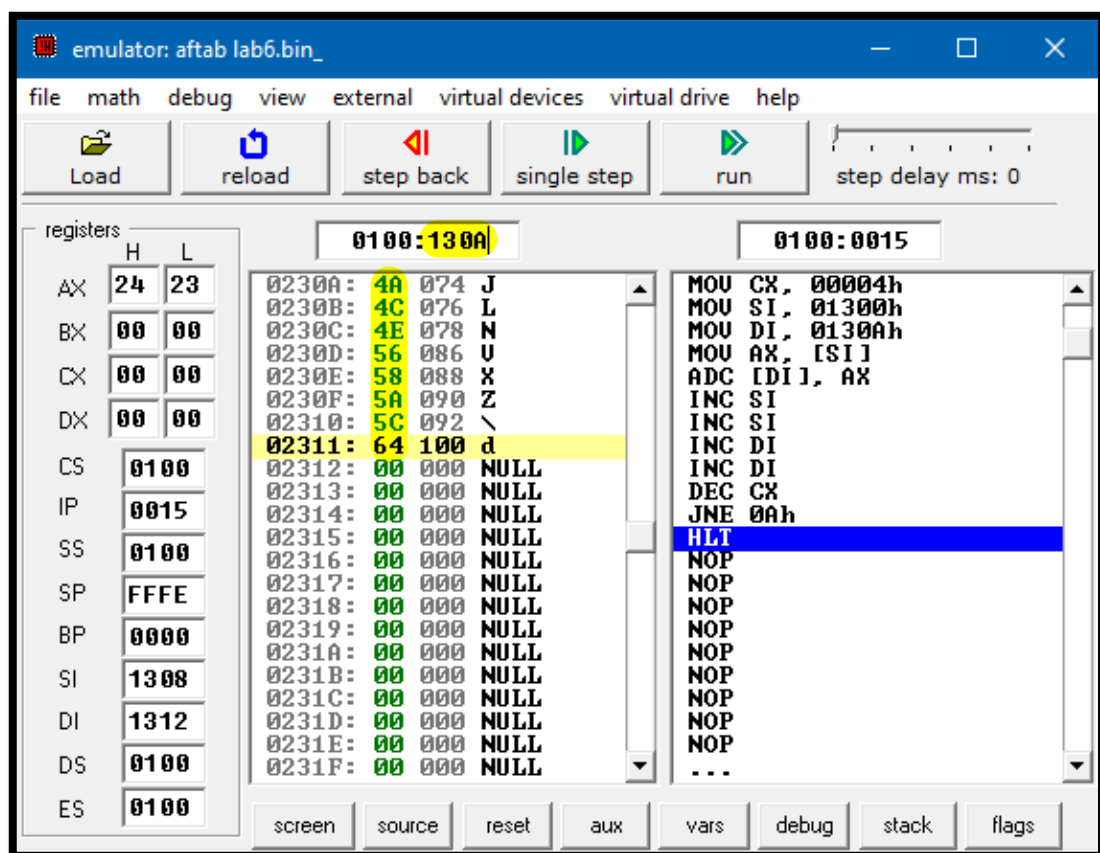 emulator: aftab lab6.bin_
file math debug view external virtual devices virtual drive help
Load reload step back single step run step delay ms: 0
registers
H L
AX 24 23
BX 00 00
CX 00 00
DX 00 00
CS 0100
IP 0015
SS 0100
SP FFFE
BP 0000
SI 1308
DI 1312
DS 0100
ES 0100
0100:130A
0230A: 4A 074 J
0230B: 4C 076 L
0230C: 4E 078 N
0230D: 56 086 V
0230E: 58 088 X
0230F: 5A 090 Z
02310: 5C 092 \
02311: 64 100 d
02312: 00 000 NULL
02313: 00 000 NULL
02314: 00 000 NULL
02315: 00 000 NULL
02316: 00 000 NULL
02317: 00 000 NULL
02318: 00 000 NULL
02319: 00 000 NULL
0231A: 00 000 NULL
0231B: 00 000 NULL
0231C: 00 000 NULL
0231D: 00 000 NULL
0231E: 00 000 NULL
0231F: 00 000 NULL
0100:0015
MOV CX, 00004h
MOV SI, 01300h
MOV DI, 0130Ah
MOV AX, [SI]
ADC [DI], AX
INC SI
INC SI
INC DI
INC DI
DEC CX
JNE 0Ah
HLT
NOP
NOP
NOP
NOP
NOP
NOP
NOP
NOP
NOP
...
screen source reset aux vars debug stack flags